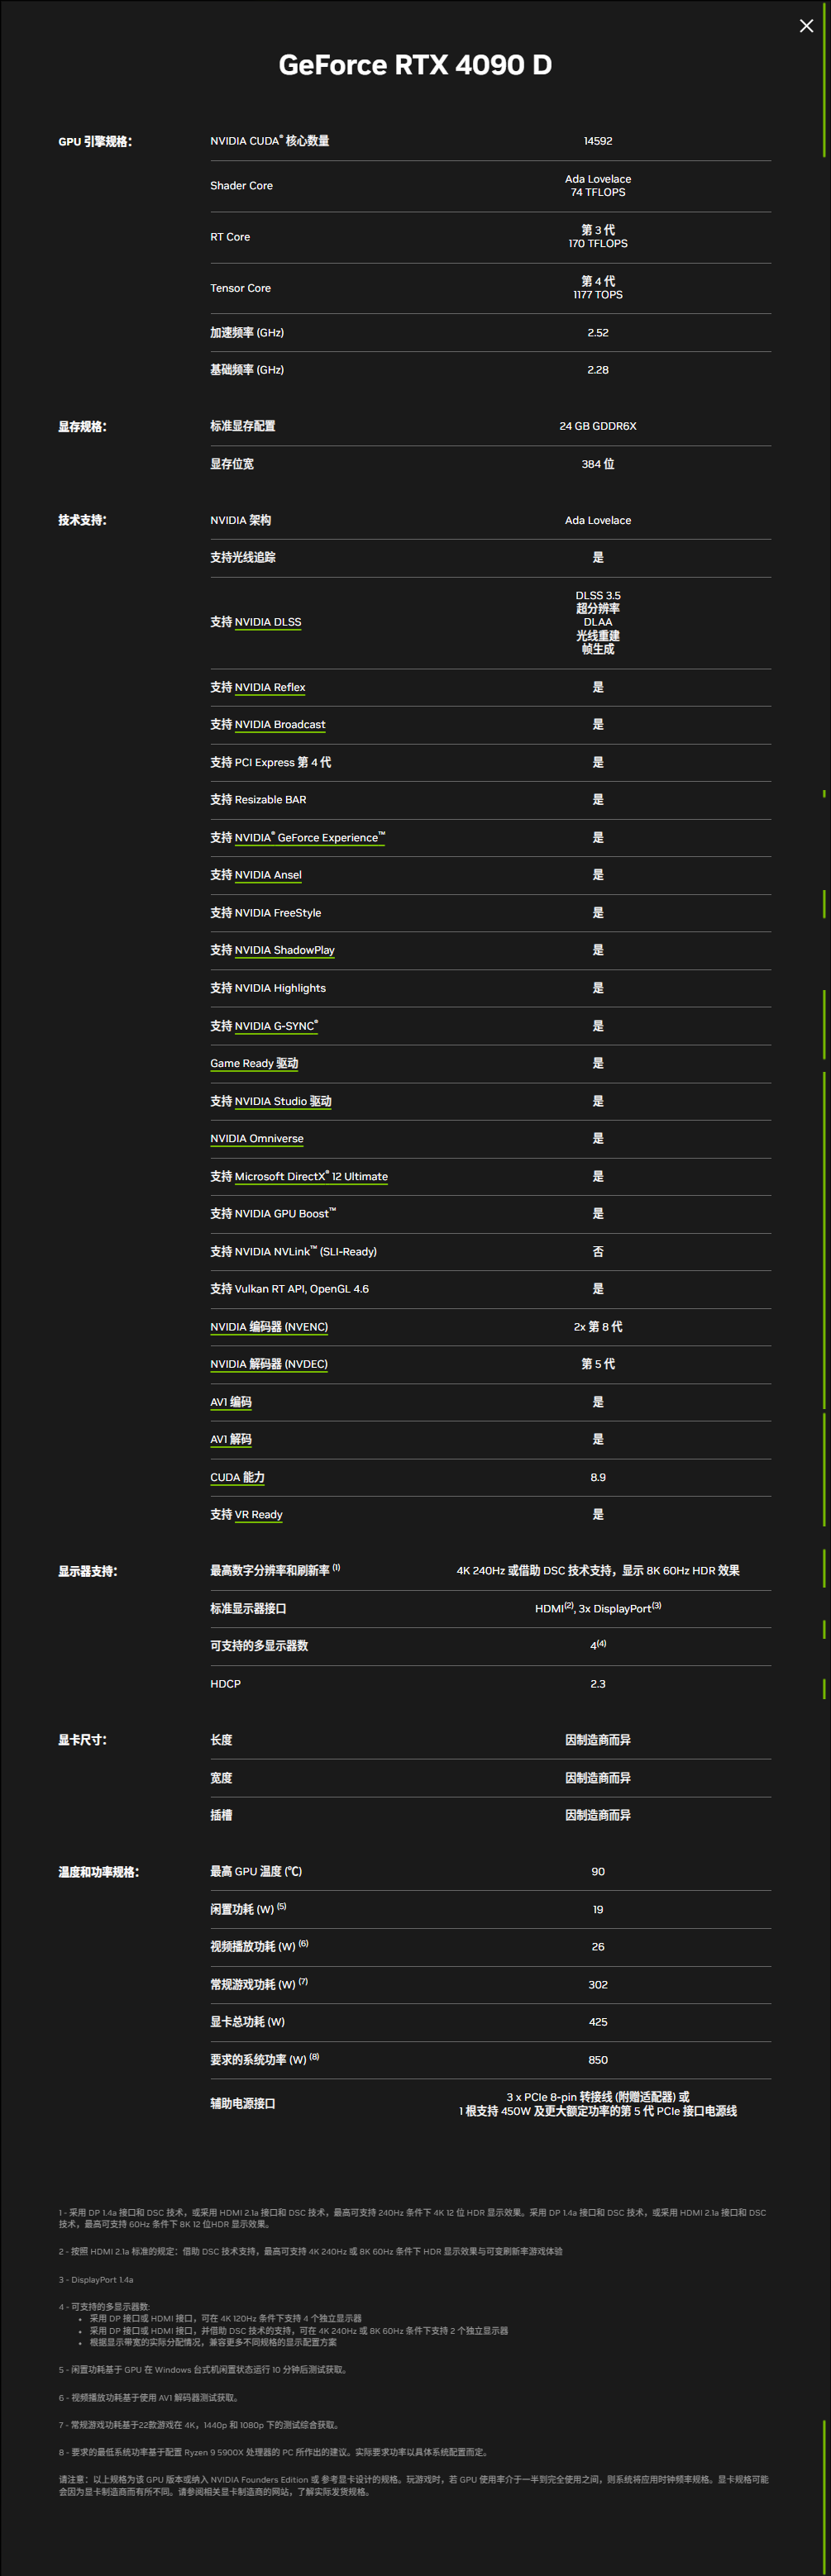 GeForce RTX 4090 D
GPU 引擎规格：
NVIDIA CUDA® 核心数量
14592
Shader Core
Ada Lovelace
74 TFLOPS
RT Core
第 3 代
170 TFLOPS
Tensor Core
第 4 代
1177 TOPS
加速频率 (GHz)
2.52
基础频率 (GHz)
2.28
显存规格：
标准显存配置
24 GB GDDR6X
显存位宽
384 位
技术支持：
NVIDIA 架构
Ada Lovelace
支持光线追踪
是
支持 NVIDIA DLSS
DLSS 3.5
超分辨率
DLAA
光线重建
帧生成
支持 NVIDIA Reflex
是
支持 NVIDIA Broadcast
是
支持 PCI Express 第 4 代
是
支持 Resizable BAR
是
支持 NVIDIA® GeForce Experience™
是
支持 NVIDIA Ansel
是
支持 NVIDIA FreeStyle
是
支持 NVIDIA ShadowPlay
是
支持 NVIDIA Highlights
是
支持 NVIDIA G-SYNC®
是
Game Ready 驱动
是
支持 NVIDIA Studio 驱动
是
NVIDIA Omniverse
是
支持 Microsoft DirectX® 12 Ultimate
是
支持 NVIDIA GPU Boost™
是
支持 NVIDIA NVLink™ (SLI-Ready)
否
支持 Vulkan RT API, OpenGL 4.6
是
NVIDIA 编码器 (NVENC)
2x 第 8 代
NVIDIA 解码器 (NVDEC)
第 5 代
AV1 编码
是
AV1 解码
是
CUDA 能力
8.9
支持 VR Ready
是
显示器支持：
最高数字分辨率和刷新率 (1)
4K 240Hz 或借助 DSC 技术支持，显示 8K 60Hz HDR 效果
标准显示器接口
HDMI(2), 3x DisplayPort(3)
可支持的多显示器数
4(4)
HDCP
2.3
显卡尺寸：
长度
因制造商而异
宽度
因制造商而异
插槽
因制造商而异
温度和功率规格：
最高 GPU 温度 (℃)
90
闲置功耗 (W) (5)
19
视频播放功耗 (W) (6)
26
常规游戏功耗 (W) (7)
302
显卡总功耗 (W)
425
要求的系统功率 (W) (8)
850
辅助电源接口
3 x PCIe 8-pin 转接线 (附赠适配器) 或
1 根支持 450W 及更大额定功率的第 5 代 PCIe 接口电源线
1 - 采用 DP 1.4a 接口和 DSC 技术，或采用 HDMI 2.1a 接口和 DSC 技术，最高可支持 240Hz 条件下 4K 12 位 HDR 显示效果。采用 DP 1.4a 接口和 DSC 技术，或采用 HDMI 2.1a 接口和 DSC
技术，最高可支持 60Hz 条件下 8K 12 位HDR 显示效果。
2 - 按照 HDMI 2.1a 标准的规定：借助 DSC 技术支持，最高可支持 4K 240Hz 或 8K 60Hz 条件下 HDR 显示效果与可变刷新率游戏体验
3 - DisplayPort 1.4a
4 - 可支持的多显示器数:
• 采用 DP 接口或 HDMI 接口，可在 4K 120Hz 条件下支持 4 个独立显示器
• 采用 DP 接口或 HDMI 接口，并借助 DSC 技术的支持，可在 4K 240Hz 或 8K 60Hz 条件下支持 2 个独立显示器
• 根据显示带宽的实际分配情况，兼容更多不同规格的显示配置方案
5 - 闲置功耗基于 GPU 在 Windows 台式机闲置状态运行 10 分钟后测试获取。
6 - 视频播放功耗基于使用 AV1 解码器测试获取。
7 - 常规游戏功耗基于22款游戏在 4K，1440p 和 1080p 下的测试综合获取。
8 - 要求的最低系统功率基于配置 Ryzen 9 5900X 处理器的 PC 所作出的建议。实际要求功率以具体系统配置而定。
请注意：以上规格为该 GPU 版本或纳入 NVIDIA Founders Edition 或 参考显卡设计的规格。玩游戏时，若 GPU 使用率介于一半到完全使用之间，则系统将应用时钟频率规格。显卡规格可能
会因为显卡制造商而有所不同。请参阅相关显卡制造商的网站，了解实际发货规格。